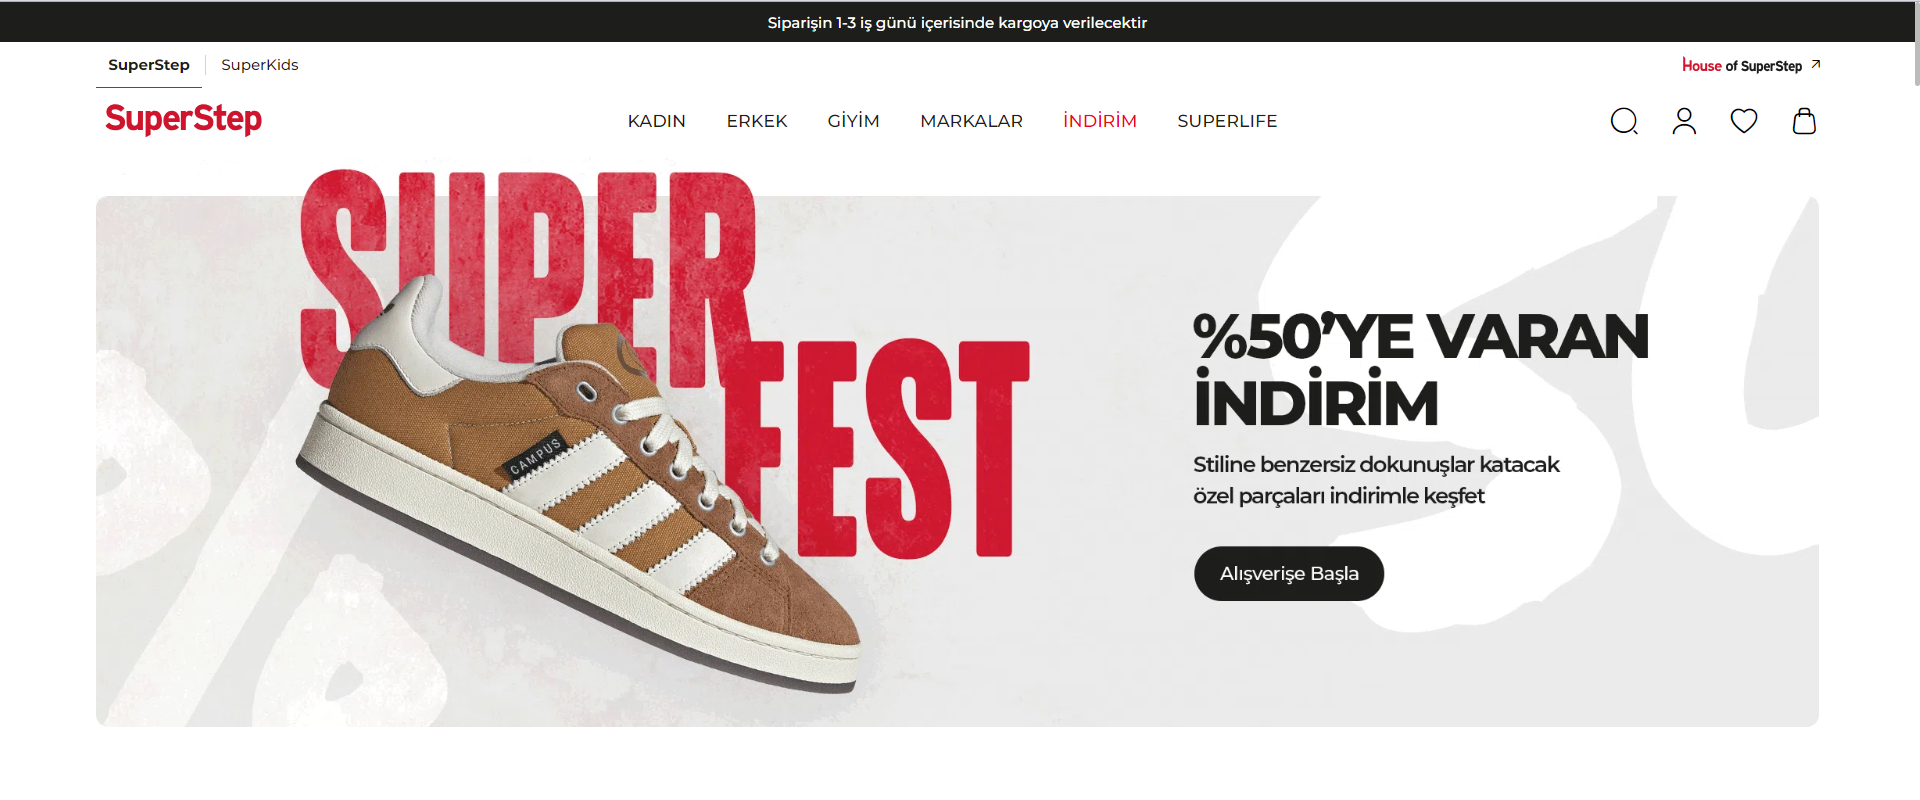 Siparişin 1-3 iş günü içerisinde kargoya verilecektir
SuperStep
SuperKids
House of SuperStep
SuperStep
KADIN
ERKEK
GİYİM
MARKALAR
İNDİRİM
SUPERLIFE
SUPER
FEST
CAMPUS
%50’YE VARAN
İNDİRİM
Stiline benzersiz dokunuşlar katacak
özel parçaları indirimle keşfet
Alışverişe Başla